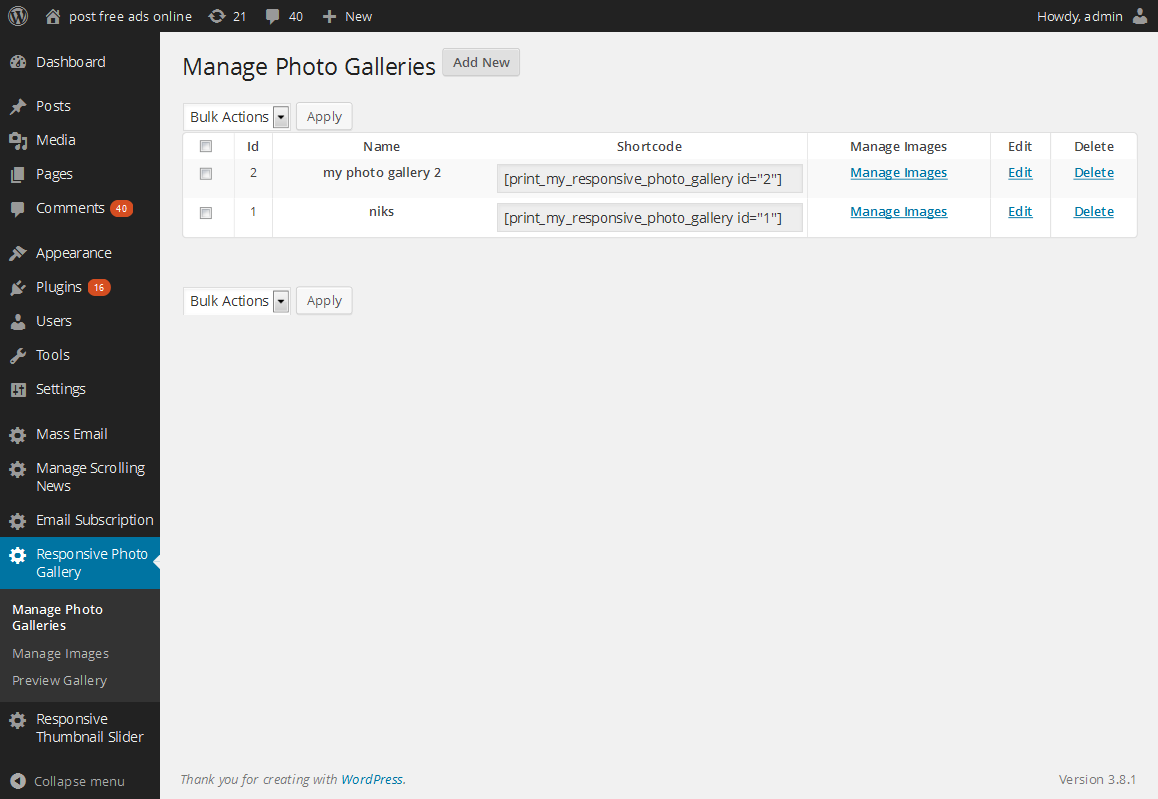 post free ads online 21 40 New Howdy, admin
Dashboard
Posts
Media
Pages
Comments 40
Appearance
Plugins 16
Users
Tools
Settings
Mass Email
Manage Scrolling
News
Email Subscription
Responsive Photo
Gallery
Manage Photo
Galleries
Manage Images
Preview Gallery
Responsive
Thumbnail Slider
Collapse menu
Manage Photo Galleries Add New
Bulk Actions Apply
Id Name Shortcode Manage Images Edit Delete
2 my photo gallery 2 [print_my_responsive_photo_gallery id="2"] Manage Images Edit Delete
1 niks [print_my_responsive_photo_gallery id="1"] Manage Images Edit Delete
Bulk Actions Apply
Thank you for creating with WordPress. Version 3.8.1